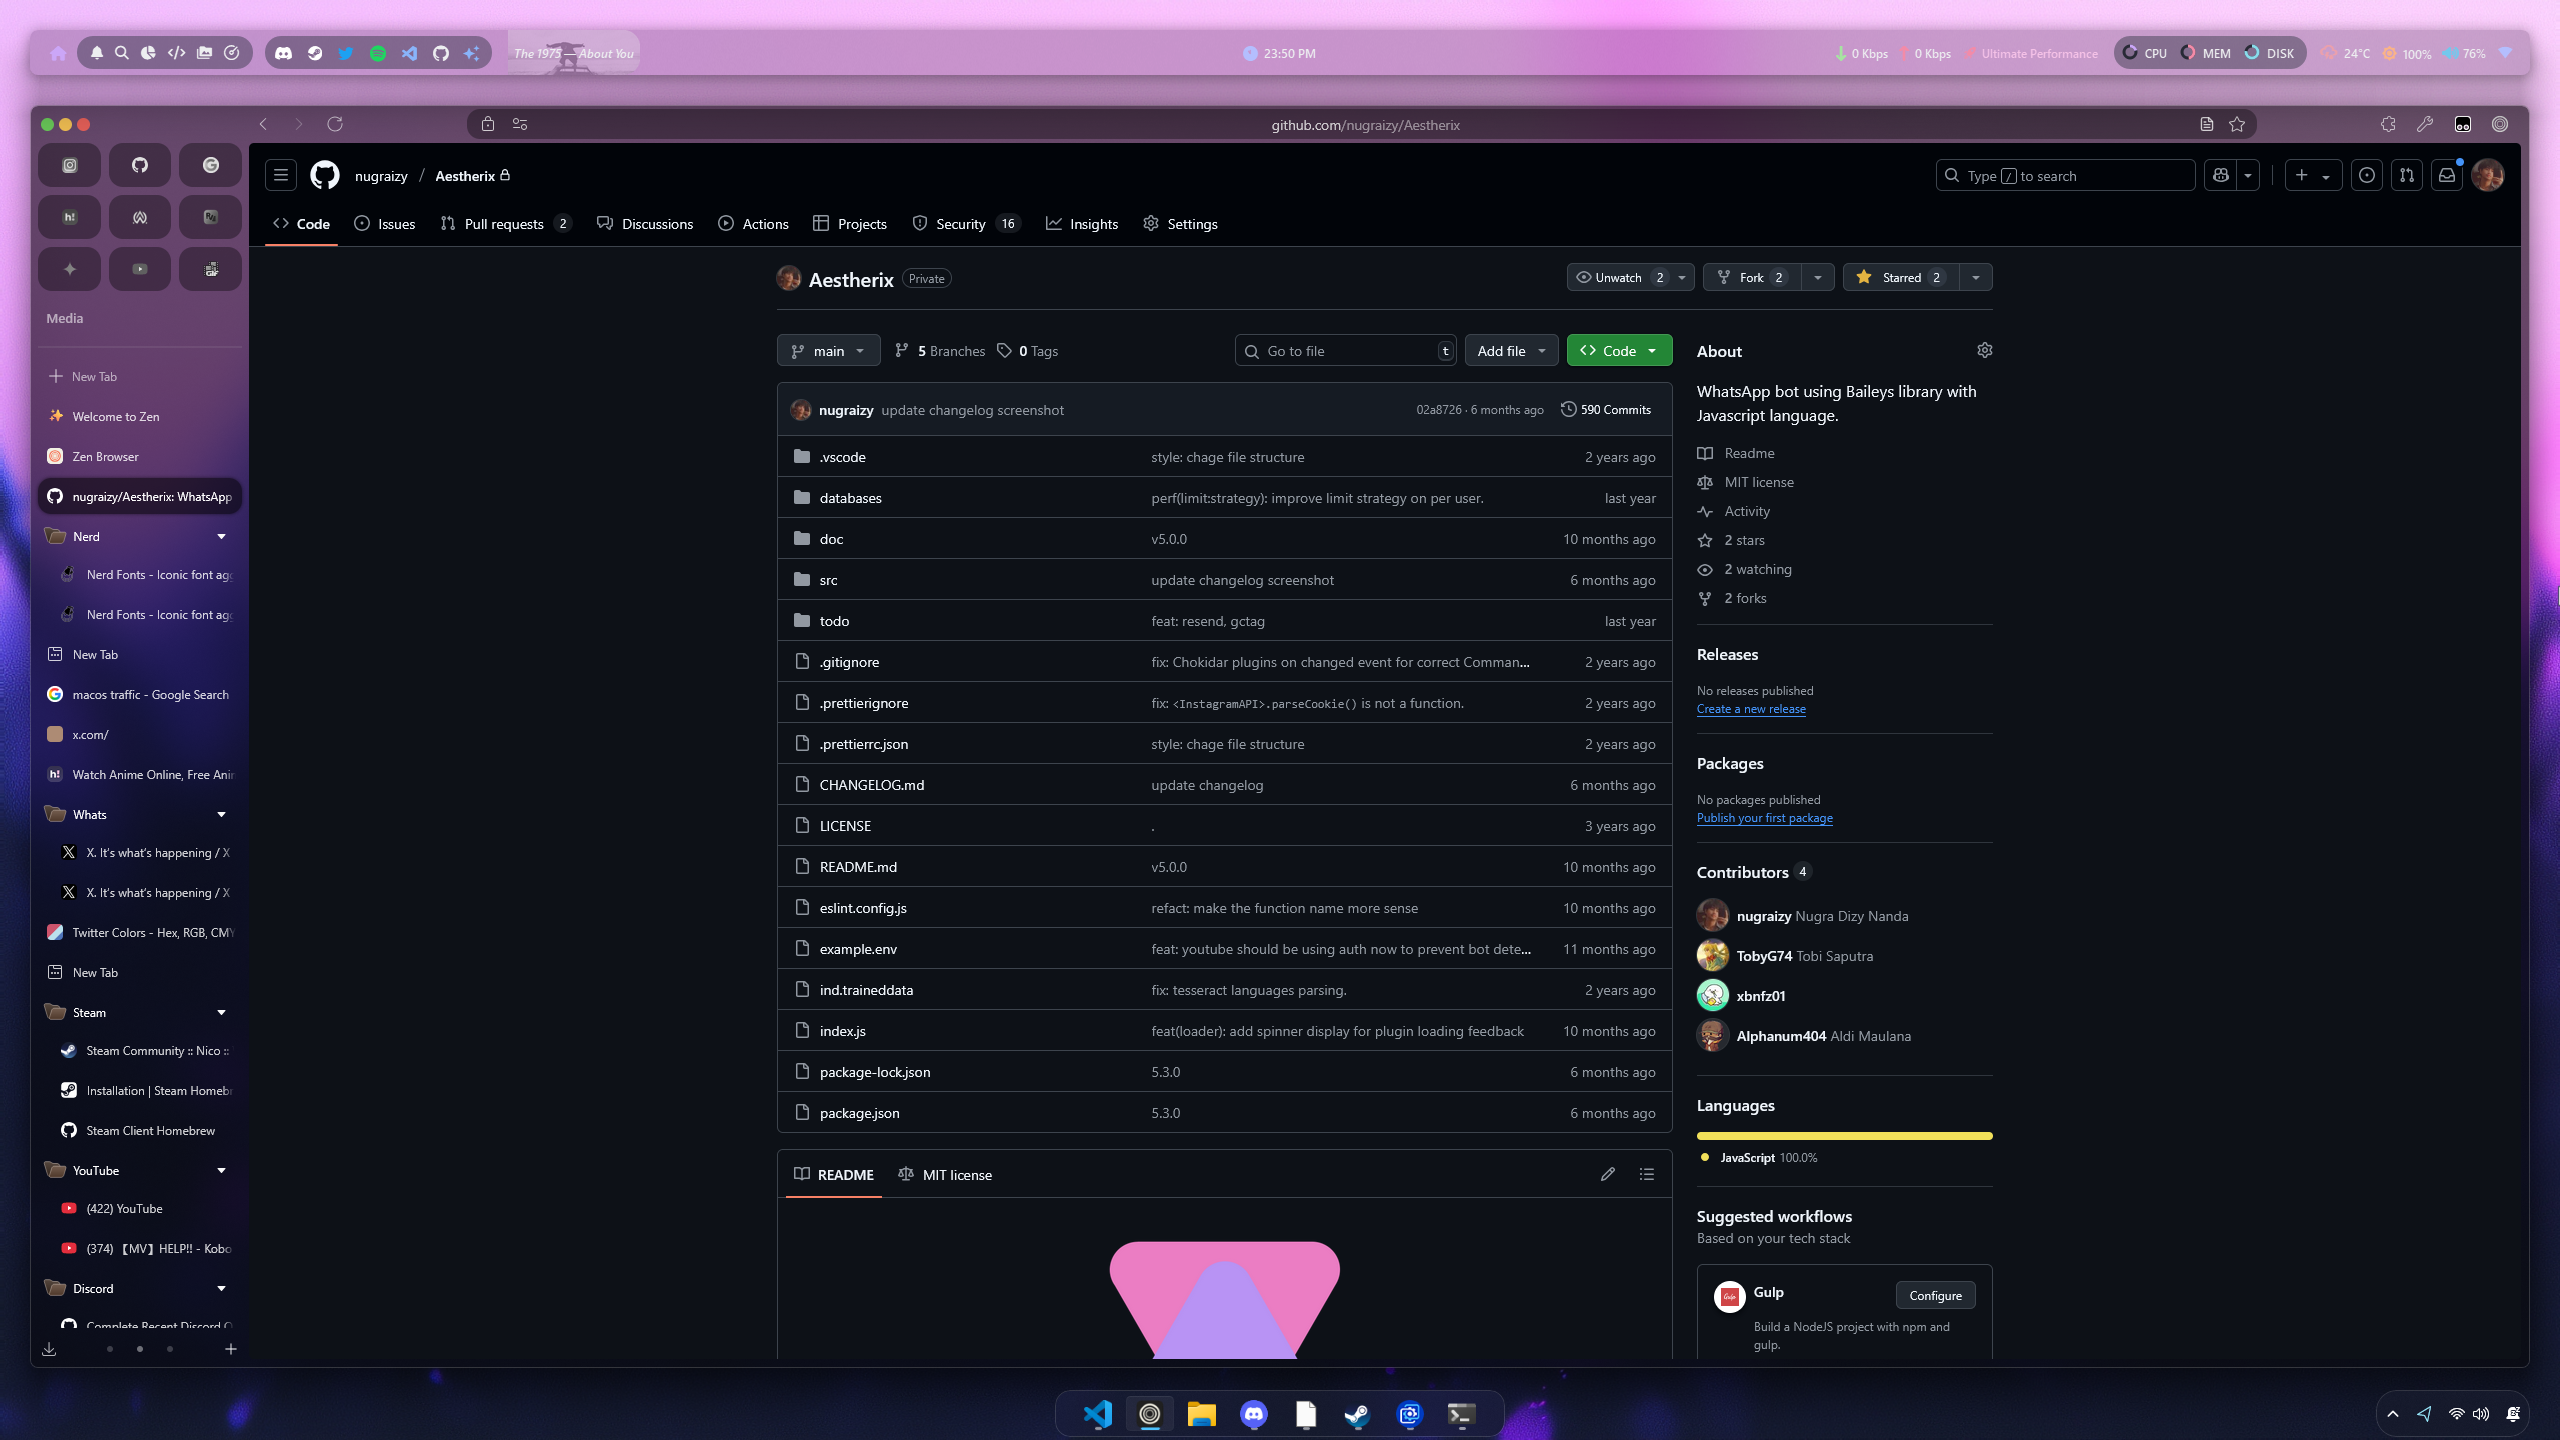 The 1975 — About You
23:50 PM
0 Kbps
0 Kbps
Ultimate Performance
CPU
MEM
DISK
24°C
100%
76%
github.com/nugraizy/Aestherix
Media
New Tab
Welcome to Zen
Zen Browser
nugraizy/Aestherix: WhatsApp
Nerd
Nerd Fonts - Iconic font agg
Nerd Fonts - Iconic font agg
New Tab
macos traffic - Google Search
x.com/
Watch Anime Online, Free Anim
Whats
X. It's what's happening / X
X. It's what's happening / X
Twitter Colors - Hex, RGB, CMY
New Tab
Steam
Steam Community :: Nico ::
Installation | Steam Homebr
Steam Client Homebrew
YouTube
(422) YouTube
(374) 【MV】HELP!! - Kobo
Discord
Complete Recent Discord Q
nugraizy / Aestherix
Type / to search
Code
Issues
Pull requests 2
Discussions
Actions
Projects
Security 16
Insights
Settings
Aestherix Private
Unwatch 2
Fork 2
Starred 2
main
5 Branches
0 Tags
Go to file t
Add file
Code
nugraizy update changelog screenshot 02a8726 · 6 months ago 590 Commits
.vscode style: chage file structure 2 years ago
databases perf(limit:strategy): improve limit strategy on per user. last year
doc v5.0.0 10 months ago
src update changelog screenshot 6 months ago
todo feat: resend, gctag last year
.gitignore fix: Chokidar plugins on changed event for correct Comman… 2 years ago
.prettierignore fix: <InstagramAPI>.parseCookie() is not a function. 2 years ago
.prettierrc.json style: chage file structure 2 years ago
CHANGELOG.md update changelog 6 months ago
LICENSE . 3 years ago
README.md v5.0.0 10 months ago
eslint.config.js refact: make the function name more sense 10 months ago
example.env feat: youtube should be using auth now to prevent bot dete… 11 months ago
ind.traineddata fix: tesseract languages parsing. 2 years ago
index.js feat(loader): add spinner display for plugin loading feedback 10 months ago
package-lock.json 5.3.0 6 months ago
package.json 5.3.0 6 months ago
README
MIT license
About
WhatsApp bot using Baileys library with
Javascript language.
Readme
MIT license
Activity
2 stars
2 watching
2 forks
Releases
No releases published
Create a new release
Packages
No packages published
Publish your first package
Contributors 4
nugraizy Nugra Dizy Nanda
TobyG74 Tobi Saputra
xbnfz01
Alphanum404 Aldi Maulana
Languages
JavaScript 100.0%
Suggested workflows
Based on your tech stack
Gulp
Configure
Build a NodeJS project with npm and
gulp.